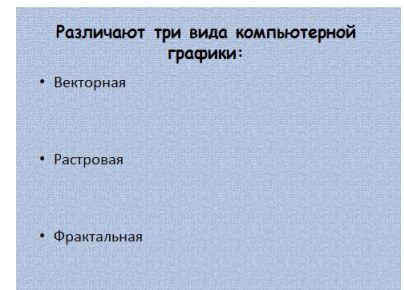 Различают три вида компьютерной
графики:
• Векторная
• Растровая
• Фрактальная